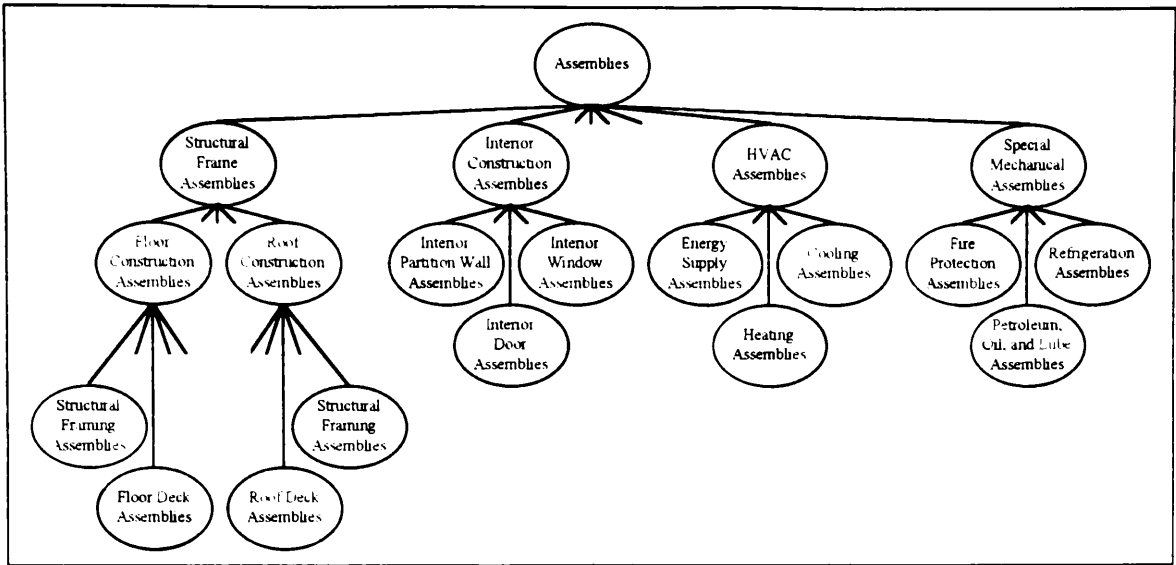 Assemblies
Structural
Frame
Assemblies
Interior
Construction
Assemblies
HVAC
Assemblies
Special
Mechanical
Assemblies
Floor
Construction
Assemblies
Roof
Construction
Assemblies
Interior
Partition Wall
Assemblies
Interior
Window
Assemblies
Energy
Supply
Assemblies
Cooling
Assemblies
Fire
Protection
Assemblies
Refrigeration
Assemblies
Interior
Door
Assemblies
Heating
Assemblies
Petroleum,
Oil, and Lube
Assemblies
Structural
Framing
Assemblies
Structural
Framing
Assemblies
Floor Deck
Assemblies
Roof Deck
Assemblies